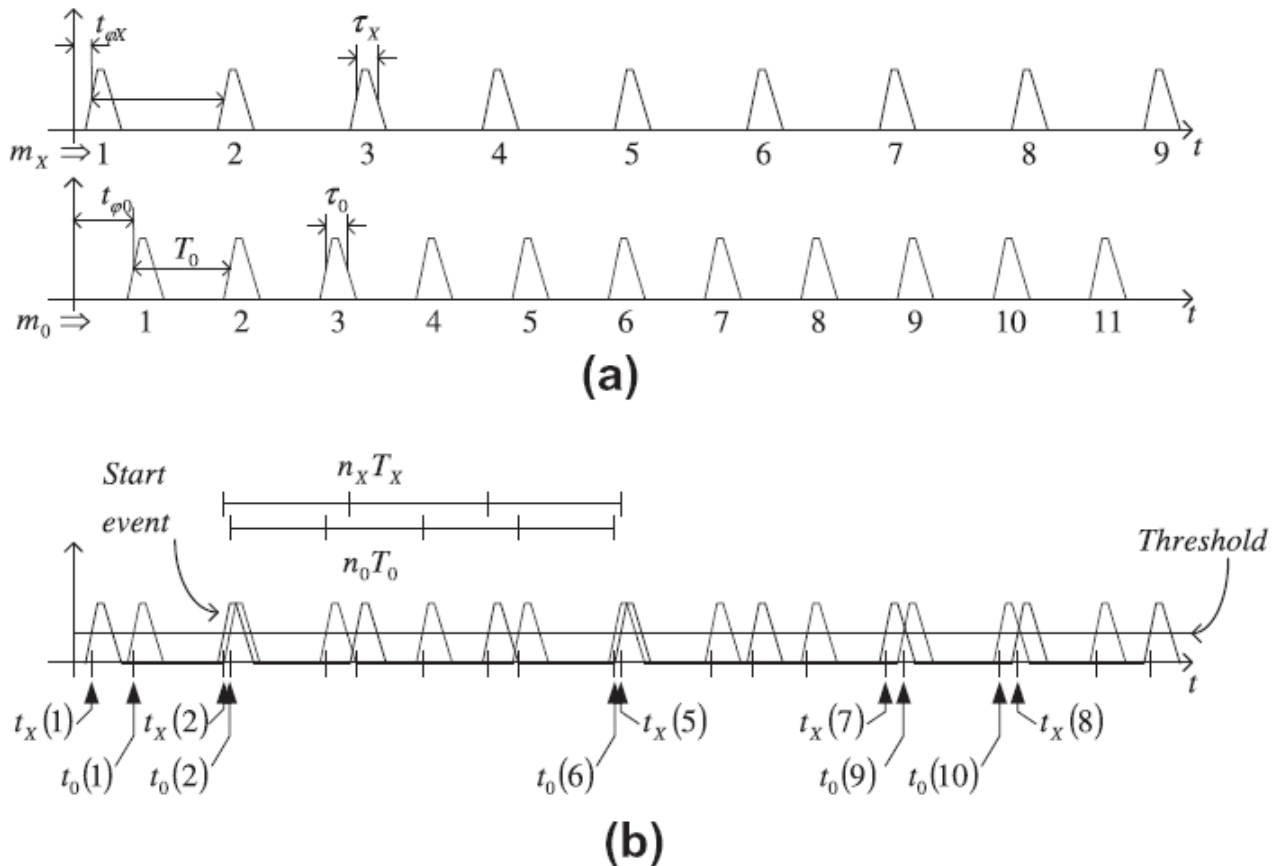 t_φX τ_X
m_X ⇒ 1 2 3 4 5 6 7 8 9 t
t_φ0 T_0 τ_0
m_0 ⇒ 1 2 3 4 5 6 7 8 9 10 11 t
(a)
Start event
n_X T_X
n_0 T_0
Threshold
t
t_X(1) t_X(2) t_X(5) t_X(7) t_X(8)
t_0(1) t_0(2) t_0(6) t_0(9) t_0(10)
(b)